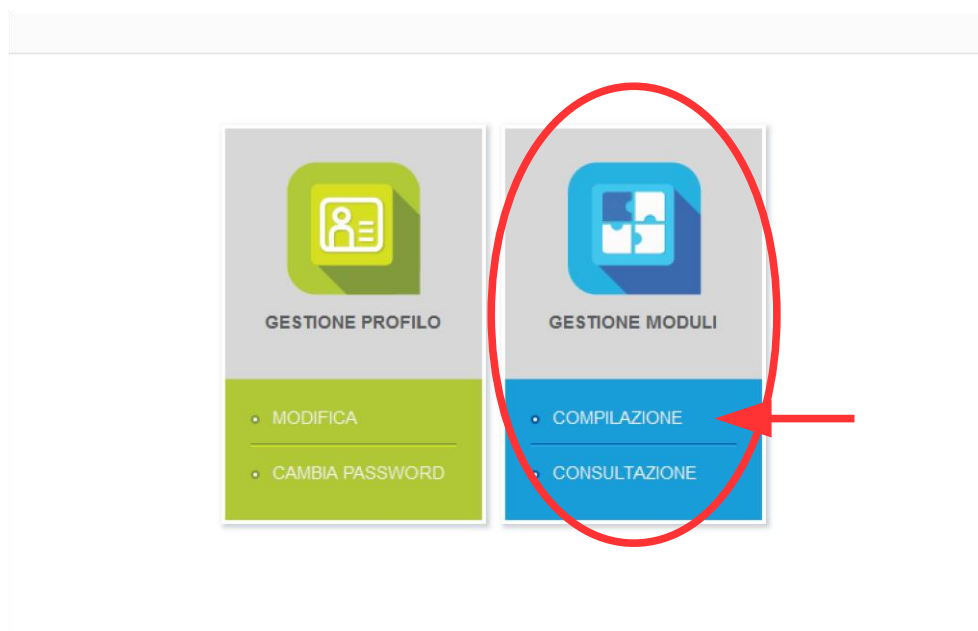 GESTIONE PROFILO
MODIFICA
CAMBIA PASSWORD
GESTIONE MODULI
COMPILAZIONE
CONSULTAZIONE